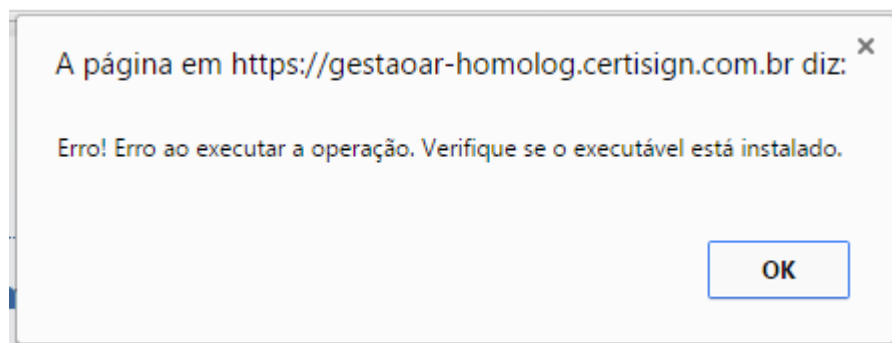 A página em https://gestaoar-homolog.certisign.com.br diz:
Erro! Erro ao executar a operação. Verifique se o executável está instalado.
OK